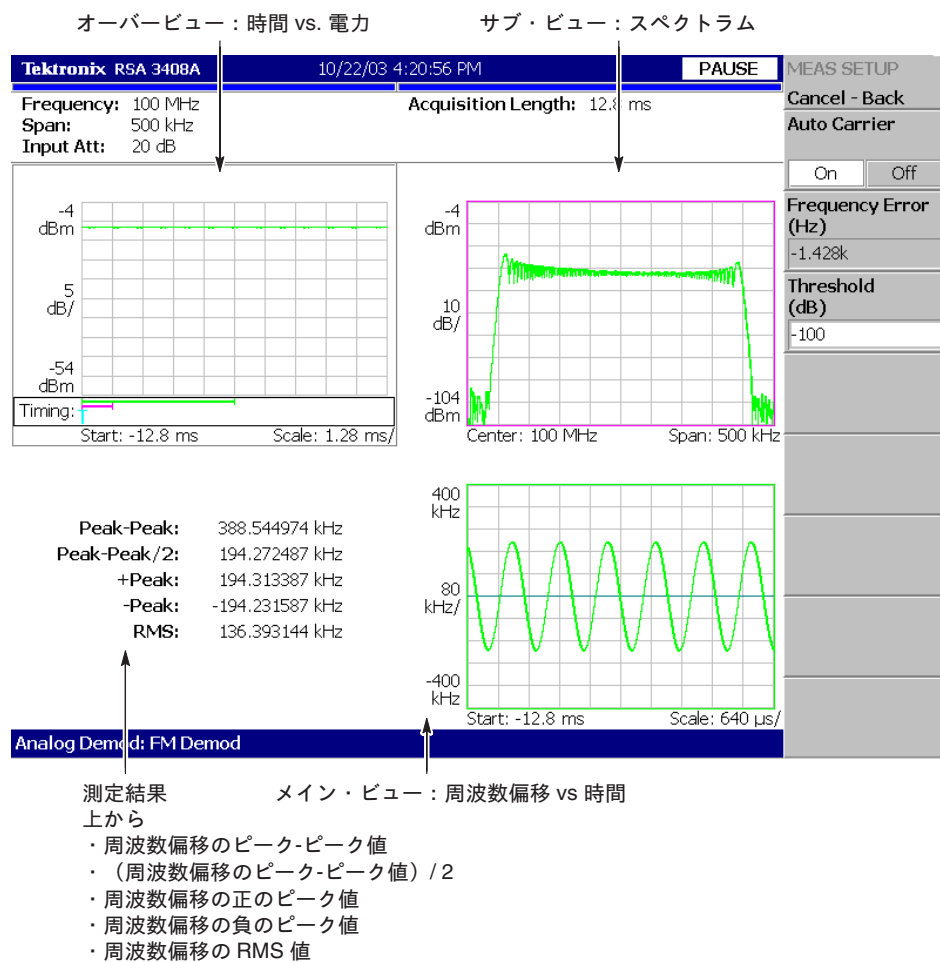 オーバービュー：時間 vs. 電力
サブ・ビュー：スペクトラム
Tektronix RSA 3408A
10/22/03 4:20:56 PM
PAUSE
MEAS SETUP
Frequency: 100 MHz
Acquisition Length: 12.8 ms
Span: 500 kHz
Input Att: 20 dB
Cancel - Back
Auto Carrier
On Off
Frequency Error
(Hz)
-1.428k
Threshold
(dB)
-100
-4
dBm
5
dB/
-54
dBm
Timing:
T
Start: -12.8 ms
Scale: 1.28 ms/
-4
dBm
10
dB/
-104
dBm
Center: 100 MHz
Span: 500 kHz
Peak-Peak: 388.544974 kHz
Peak-Peak/2: 194.272487 kHz
+Peak: 194.313387 kHz
-Peak: -194.231587 kHz
RMS: 136.393144 kHz
400
kHz
80
kHz/
-400
kHz
Start: -12.8 ms
Scale: 640 µs/
Analog Demod: FM Demod
測定結果
メイン・ビュー：周波数偏移 vs 時間
上から
・周波数偏移のピーク-ピーク値
・（周波数偏移のピーク-ピーク値）/ 2
・周波数偏移の正のピーク値
・周波数偏移の負のピーク値
・周波数偏移の RMS 値